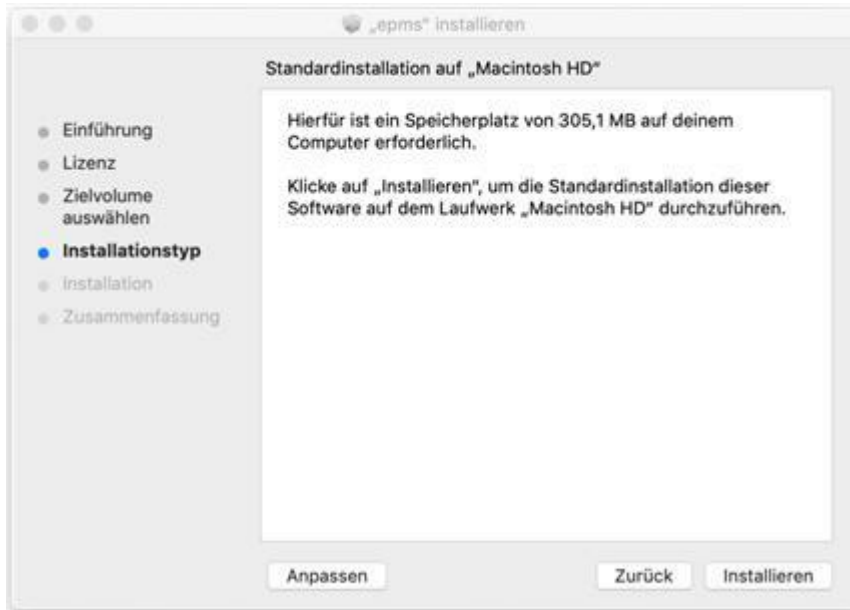 „epms“ installieren
Standardinstallation auf „Macintosh HD“
Einführung
Lizenz
Zielvolume
auswählen
Installationstyp
Installation
Zusammenfassung
Hierfür ist ein Speicherplatz von 305,1 MB auf deinem
Computer erforderlich.
Klicke auf „Installieren“, um die Standardinstallation dieser
Software auf dem Laufwerk „Macintosh HD“ durchzuführen.
Anpassen
Zurück
Installieren